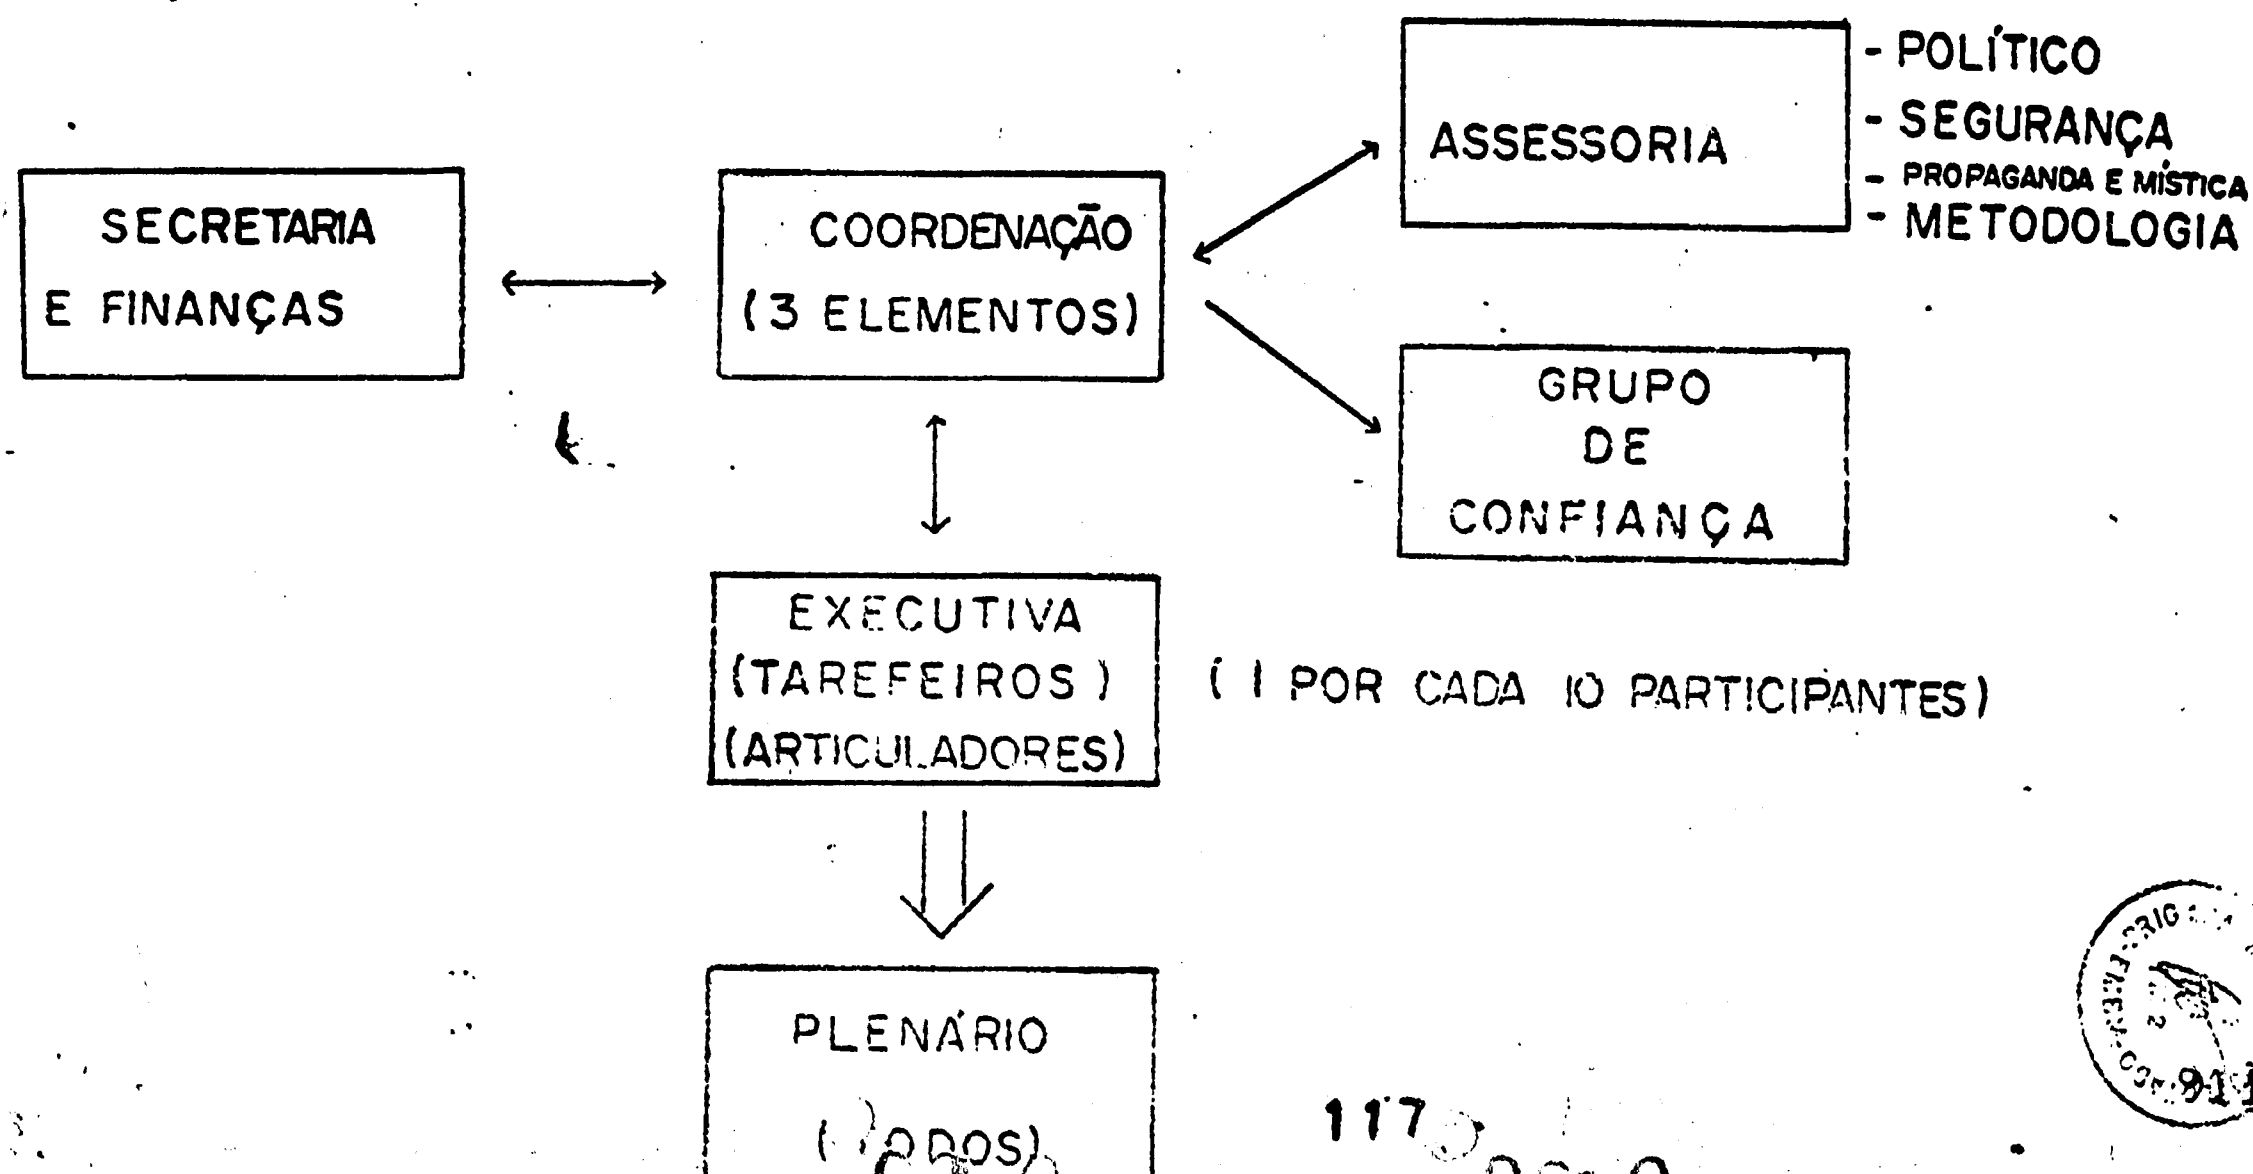 SECRETARIA
E FINANÇAS
COORDENAÇÃO
(3 ELEMENTOS)
ASSESSORIA
- POLÍTICO
- SEGURANÇA
- PROPAGANDA E MÍSTICA
- METODOLOGIA
GRUPO
DE
CONFIANÇA
EXECUTIVA
(TAREFEIROS)
(ARTICULADORES)
(1 POR CADA 10 PARTICIPANTES)
PLENÁRIO
(TODOS)
117